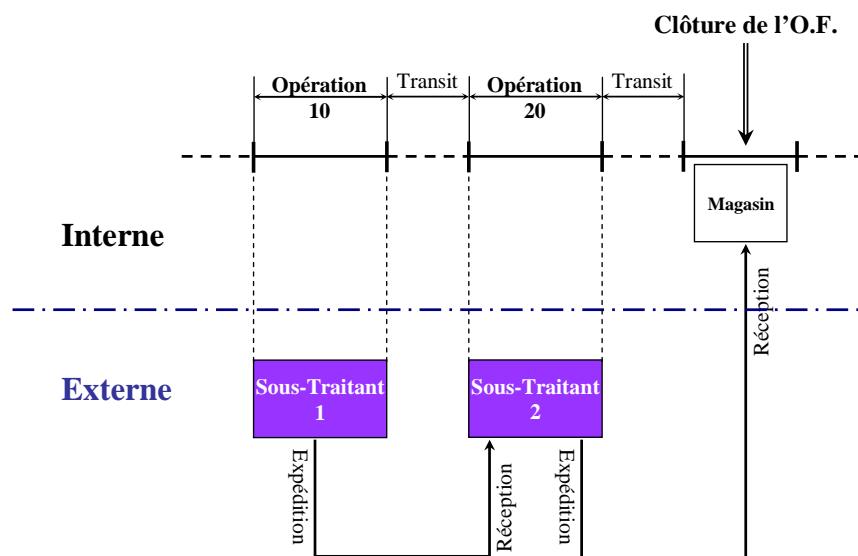 Clôture de l’O.F.
Opération
10
Transit
Opération
20
Transit
Magasin
Interne
Réception
Externe
Sous-Traitant
1
Sous-Traitant
2
Expédition
Réception
Expédition